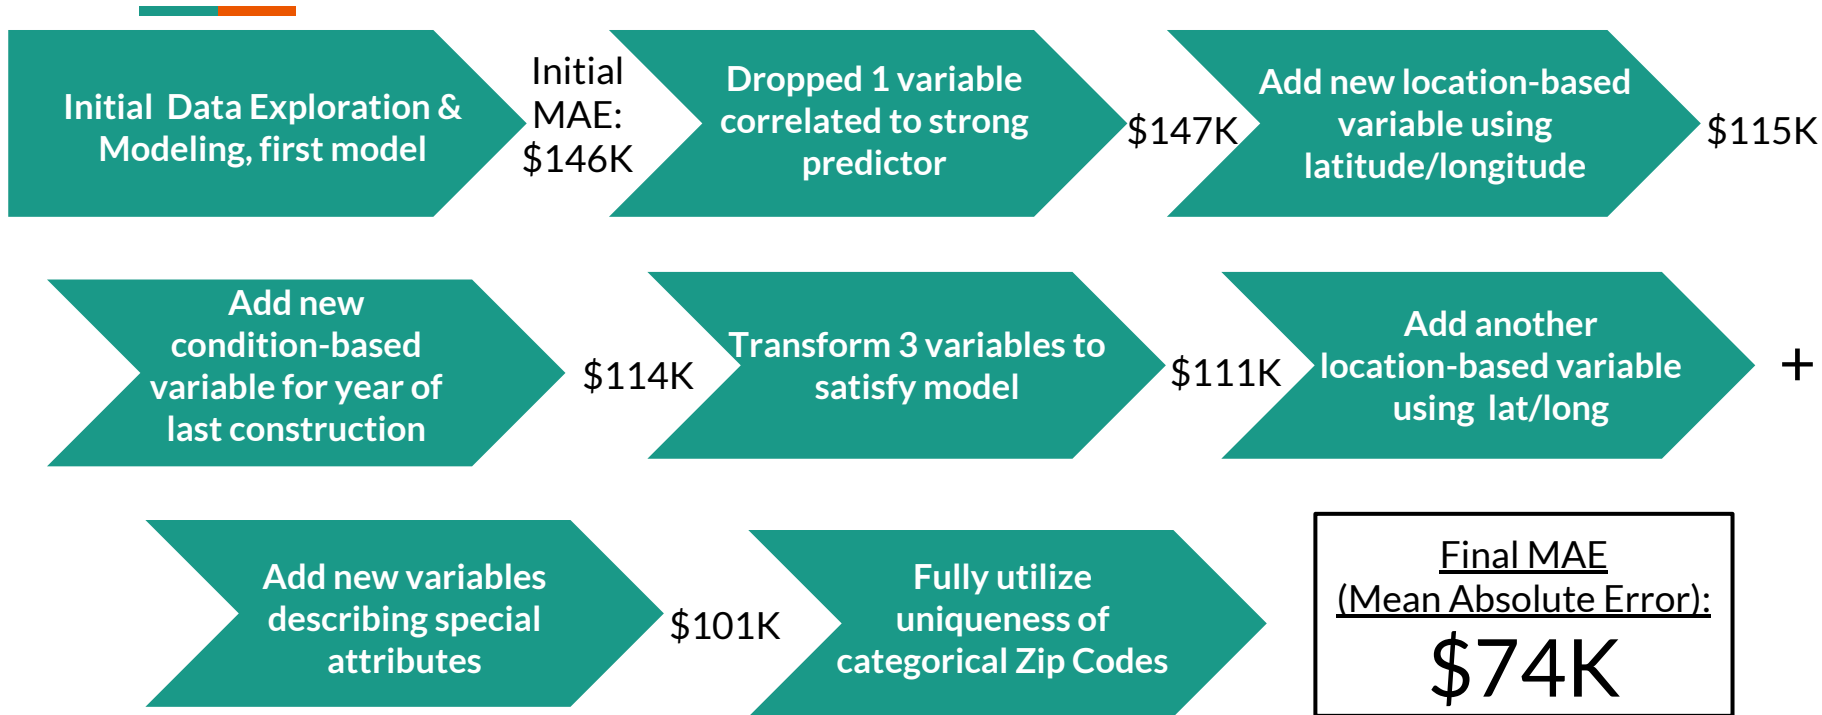 Initial Data Exploration &
Modeling, first model
Initial
MAE:
$146K
Dropped 1 variable
correlated to strong
predictor
$147K
Add new location-based
variable using
latitude/longitude
$115K
Add new
condition-based
variable for year of
last construction
$114K
Transform 3 variables to
satisfy model
$111K
Add another
location-based variable
using lat/long
+
Add new variables
describing special
attributes
$101K
Fully utilize
uniqueness of
categorical Zip Codes
Final MAE
(Mean Absolute Error):
$74K